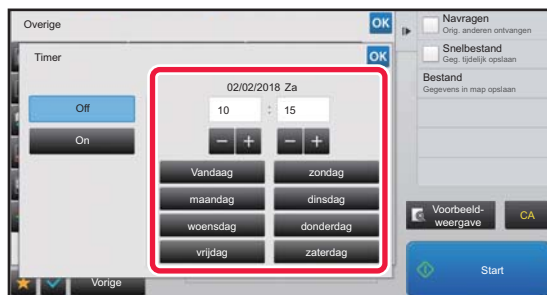 Overige
OK
Navragen
Orig. anderen ontvangen
Timer
OK
Snelbestand
Geg. tijdelijk opslaan
Bestand
Gegevens in map opslaan
02/02/2018 Za
Off
10 : 15
On
− + − +
Vandaag zondag
maandag dinsdag
woensdag donderdag
vrijdag zaterdag
Voorbeeld-
weergave
CA
Start
Vorige